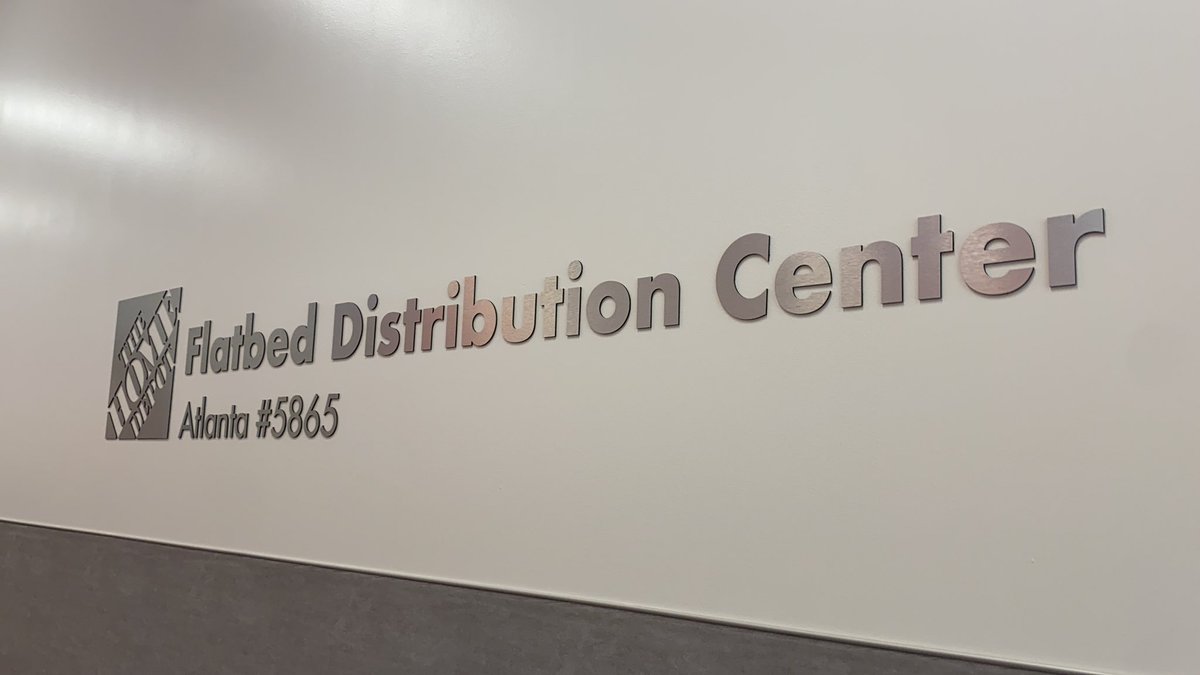 THE
HOME
DEPOT
Flatbed Distribution Center
Atlanta #5865